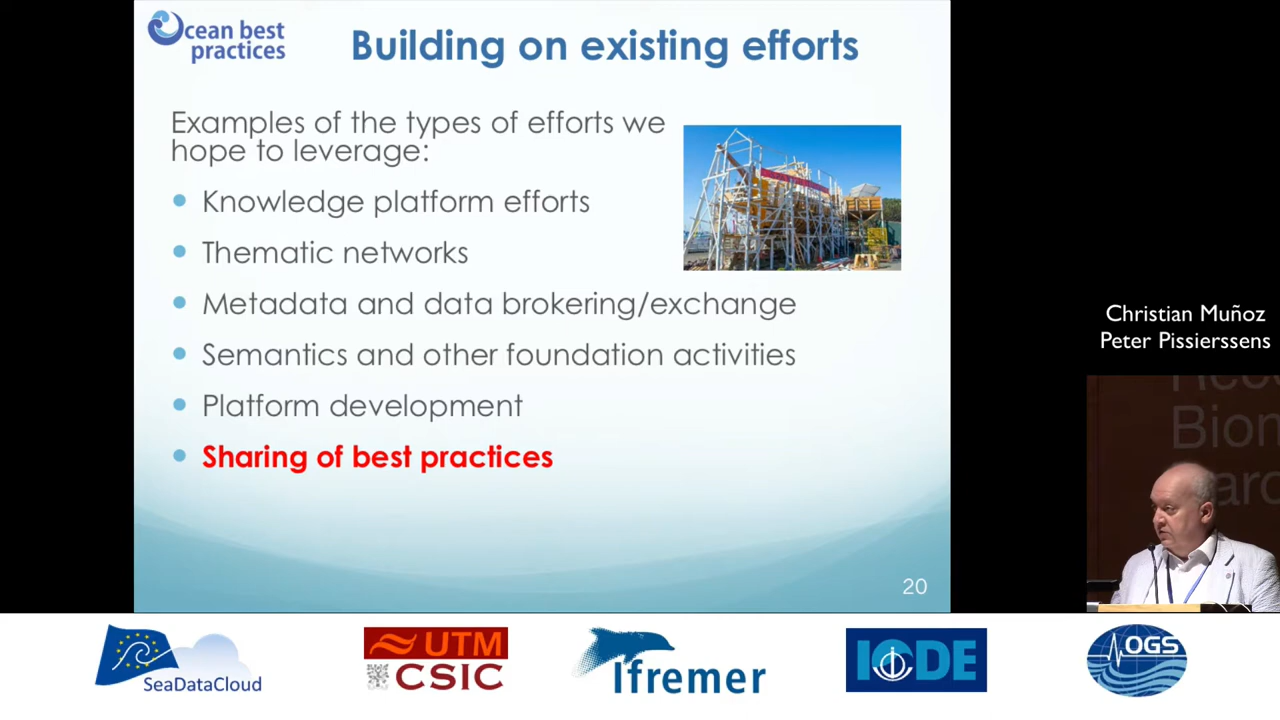 Ocean best
practices
Building on existing efforts
Examples of the types of efforts we
hope to leverage:
• Knowledge platform efforts
• Thematic networks
• Metadata and data brokering/exchange
• Semantics and other foundation activities
• Platform development
• Sharing of best practices
20
Christian Muñoz
Peter Pissierssens
Biom
SeaDataCloud
UTM
CSIC
Ifremer
IODE
OGS